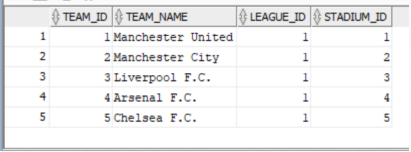 TEAM_ID TEAM_NAME LEAGUE_ID STADIUM_ID
1 1 Manchester United 1 1
2 2 Manchester City 1 2
3 3 Liverpool F.C. 1 3
4 4 Arsenal F.C. 1 4
5 5 Chelsea F.C. 1 5